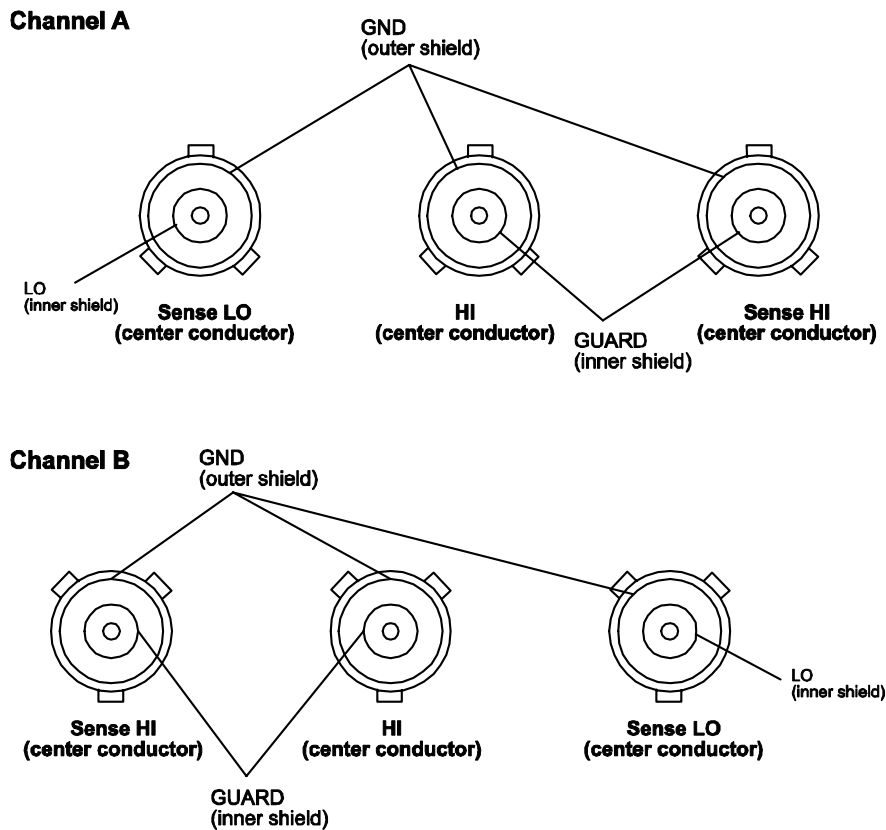 Channel A
GND
(outer shield)
LO
(inner shield)
Sense LO
(center conductor)
HI
(center conductor)
GUARD
(inner shield)
Sense HI
(center conductor)
Channel B
GND
(outer shield)
Sense HI
(center conductor)
HI
(center conductor)
Sense LO
(center conductor)
LO
(inner shield)
GUARD
(inner shield)